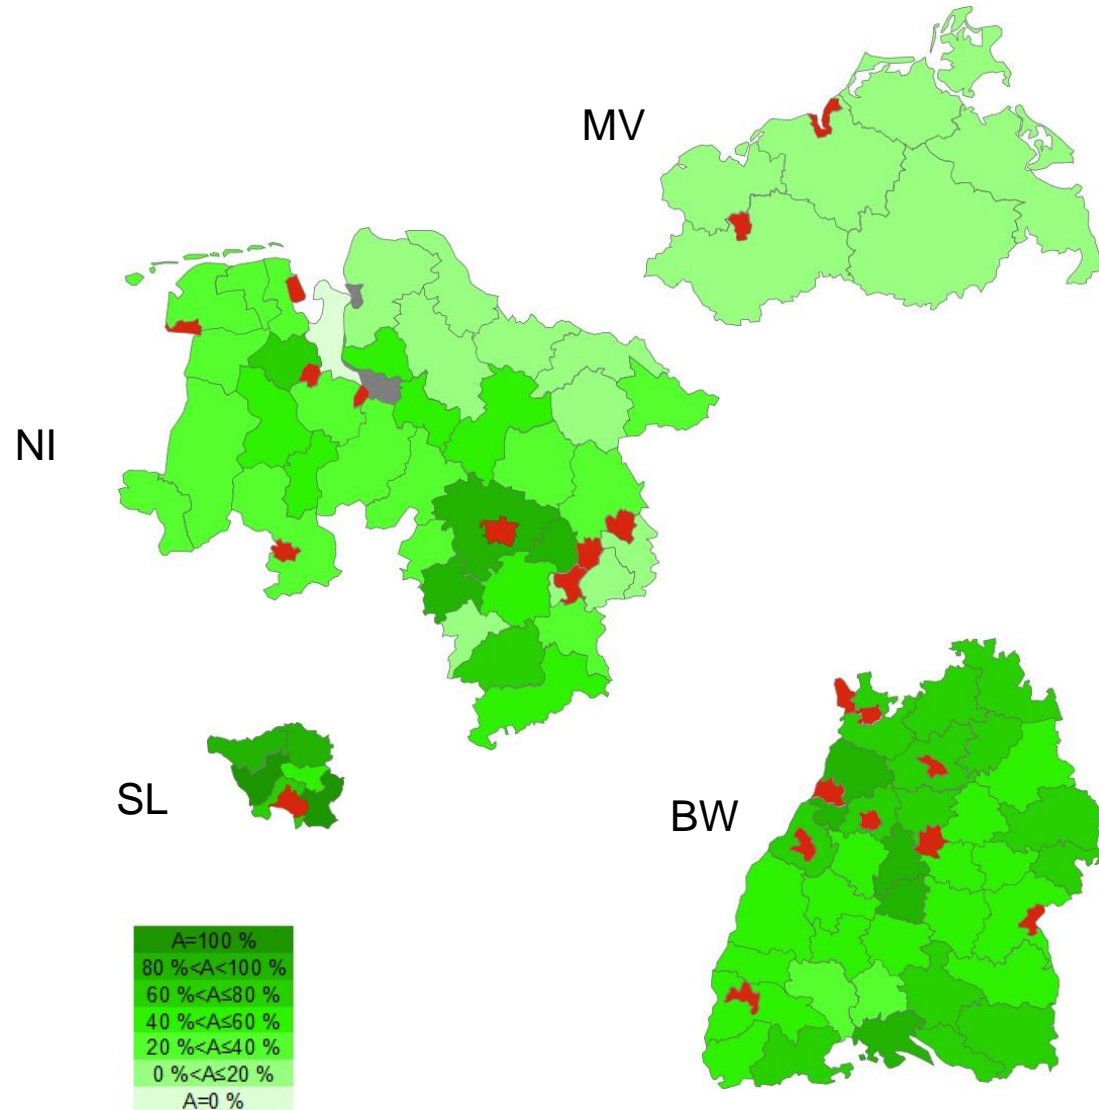 MV
NI
SL
BW
A=100 %
80 %<A<100 %
60 %<A≤80 %
40 %<A≤60 %
20 %<A≤40 %
0 %<A≤20 %
A=0 %